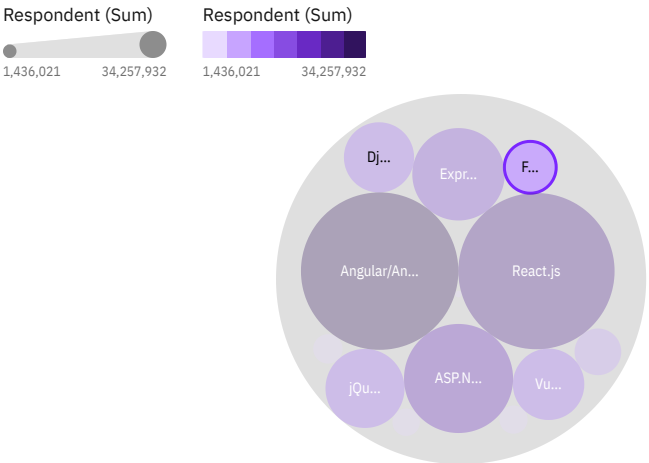 Respondent (Sum)
1,436,021 34,257,932
Respondent (Sum)
1,436,021 34,257,932
Dj...
Expr...
F...
Angular/An...
React.js
jQu...
ASP.N...
Vu...